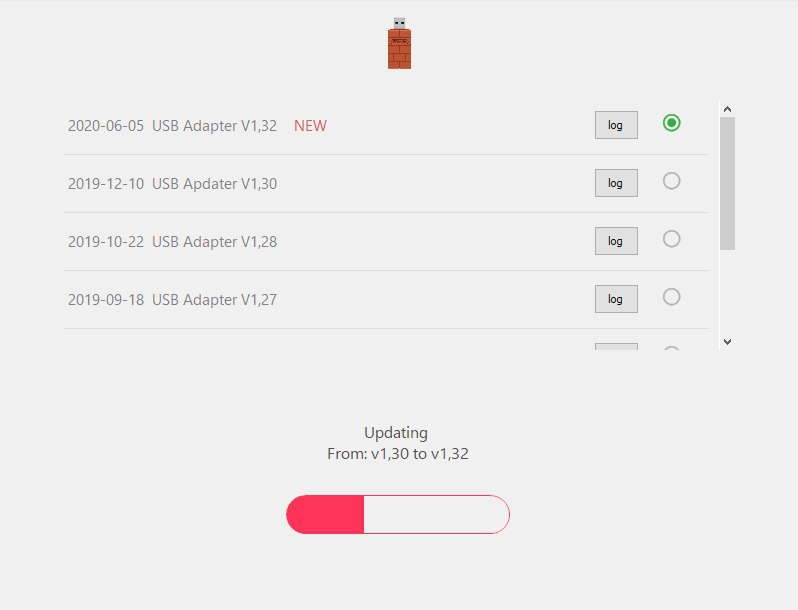 2020-06-05 USB Adapter V1,32 NEW log
2019-12-10 USB Apdater V1,30 log
2019-10-22 USB Adapter V1,28 log
2019-09-18 USB Adapter V1,27 log
Updating
From: v1,30 to v1,32